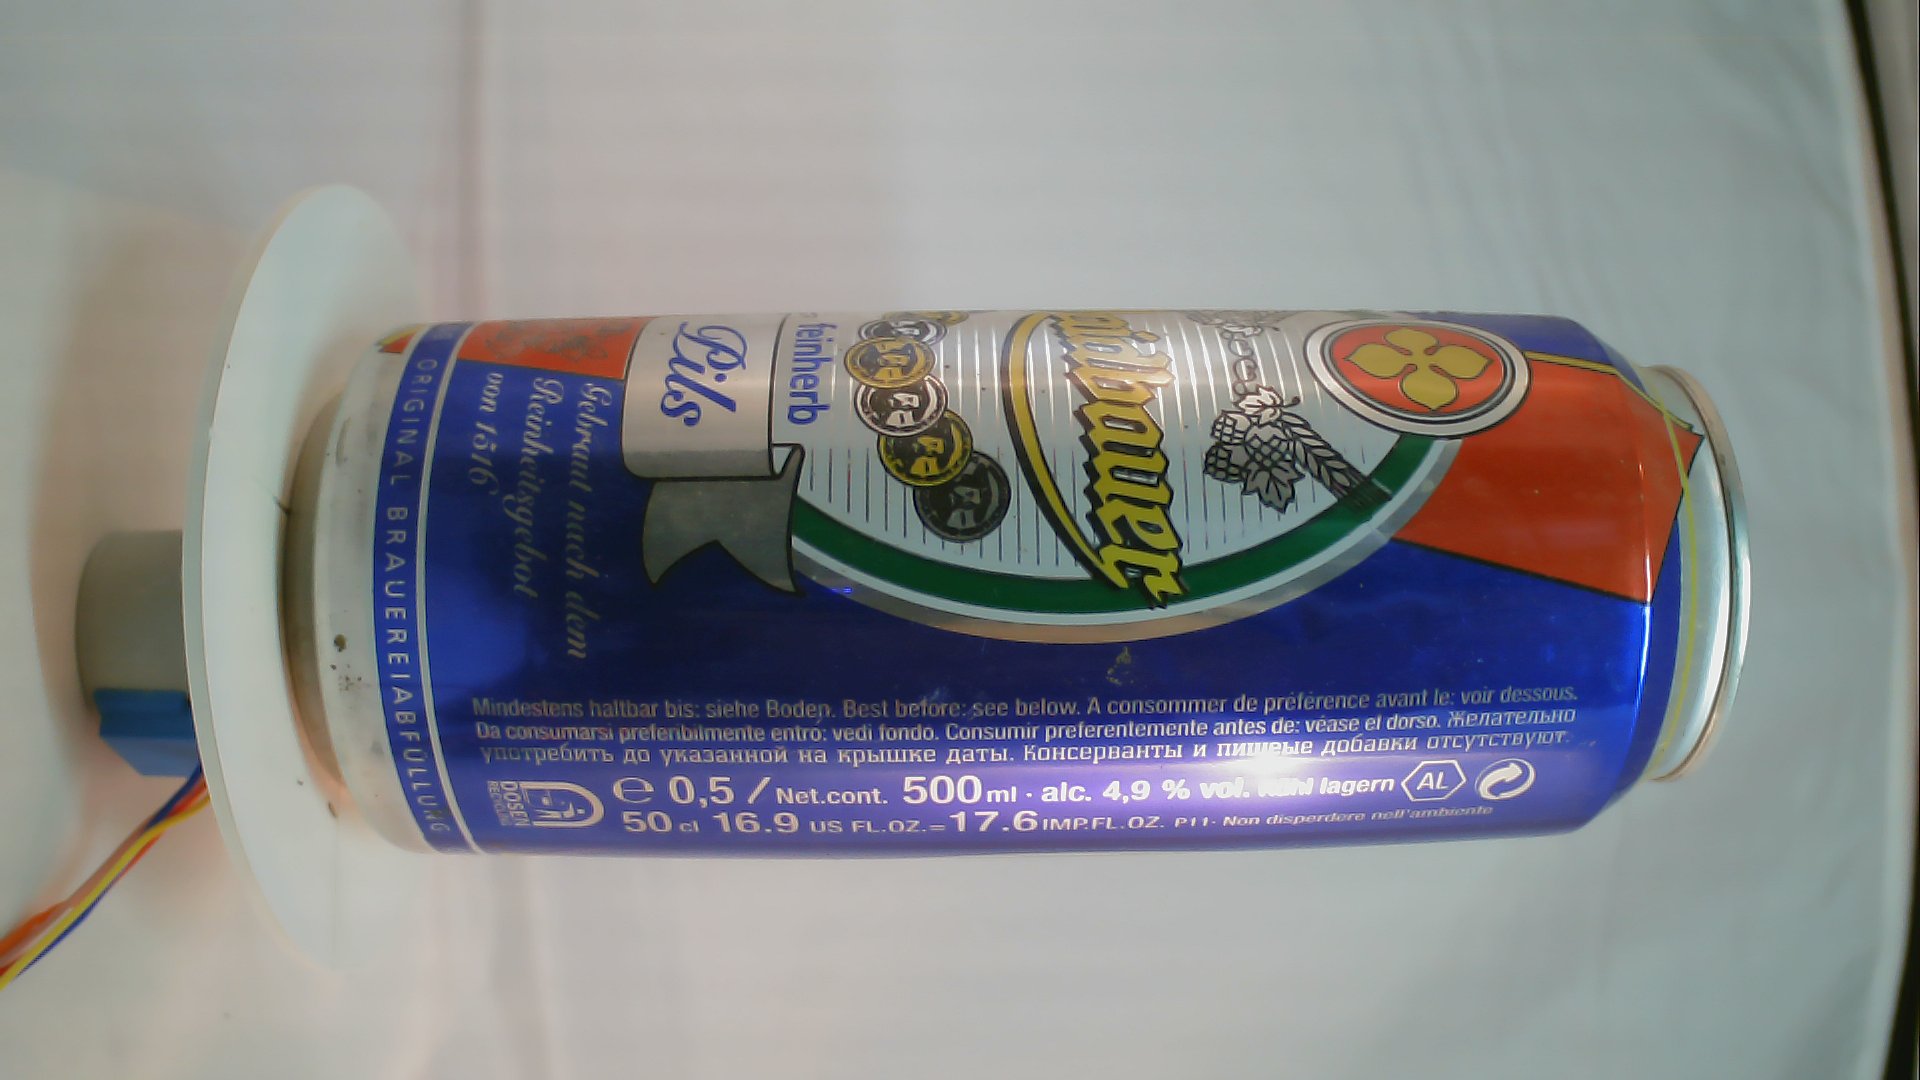 feinherb
Pils
Gebraut nach dem
Reinheitsgebot
von 1516
ORIGINAL BRAUEREIABFÜLLUNG
Mindestens haltbar bis: siehe Boden. Best before: see below. A consommer de préférence avant le: voir dessous.
Da consumarsi preferibilmente entro: vedi fondo. Consumir preferentemente antes de: véase el dorso. Желательно
употребить до указанной на крышке даты. Консерванты и пищевые добавки отсутствуют.
e 0,5 l Net.cont. 500 ml · alc. 4,9 % vol. Kühl lagern AL
50 cl 16.9 US FL.OZ.= 17.6 IMP.FL.OZ. P11· Non disperdere nell'ambiente
DOSEN
RECYCLING